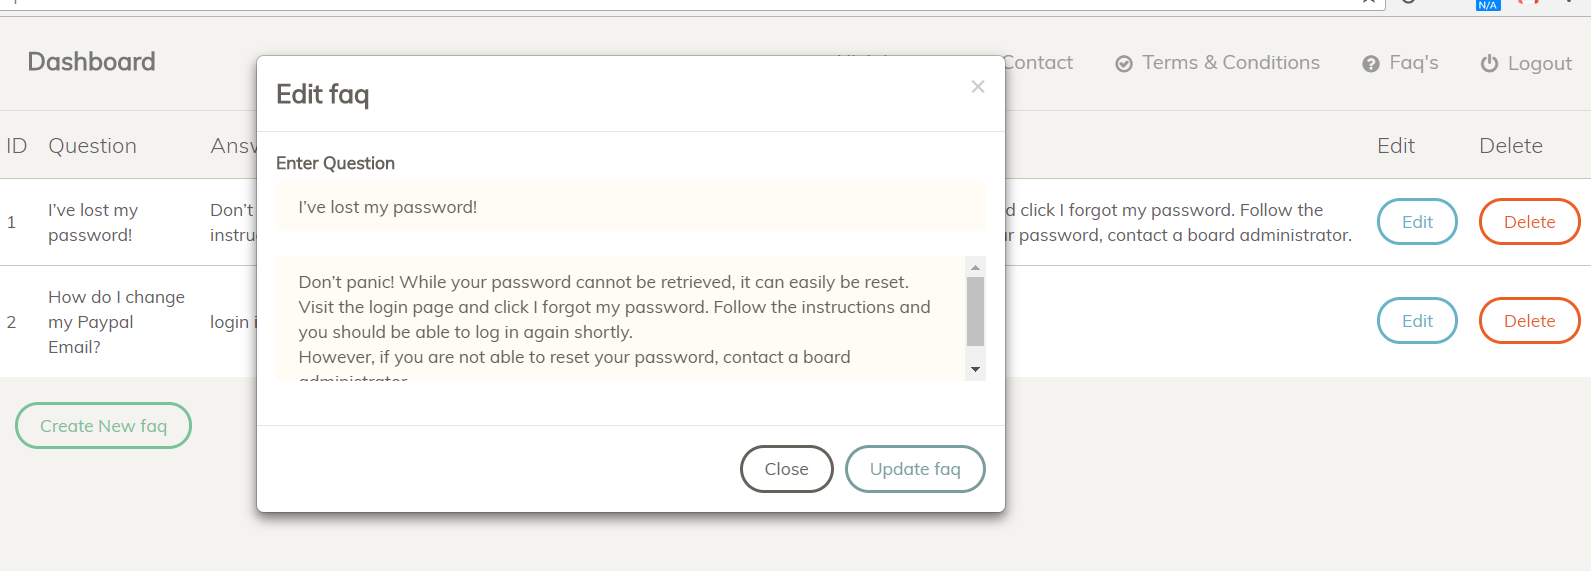 N/A
Dashboard
Contact
Terms & Conditions
Faq's
Logout
Edit faq
×
ID
Question
Edit
Delete
Enter Question
I've lost my password!
1
I've lost my
password!
Don't
d click I forgot my password. Follow the
your password, contact a board administrator.
Edit
Delete
Don't panic! While your password cannot be retrieved, it can easily be reset.
Visit the login page and click I forgot my password. Follow the instructions and
you should be able to log in again shortly.
However, if you are not able to reset your password, contact a board
administrator
2
How do I change
my Paypal
Email?
login i
Edit
Delete
Create New faq
Close
Update faq